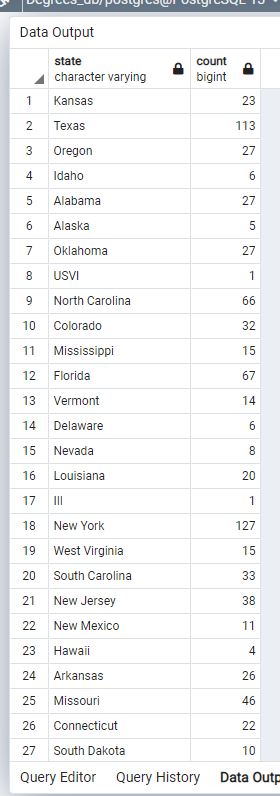 Degrees_db/postgres@PostgreSQL 13
Data Output
state count
character varying bigint
1 Kansas 23
2 Texas 113
3 Oregon 27
4 Idaho 6
5 Alabama 27
6 Alaska 5
7 Oklahoma 27
8 USVI 1
9 North Carolina 66
10 Colorado 32
11 Mississippi 15
12 Florida 67
13 Vermont 14
14 Delaware 6
15 Nevada 8
16 Louisiana 20
17 Ill 1
18 New York 127
19 West Virginia 15
20 South Carolina 33
21 New Jersey 38
22 New Mexico 11
23 Hawaii 4
24 Arkansas 26
25 Missouri 46
26 Connecticut 22
27 South Dakota 10
Query Editor Query History Data Outp